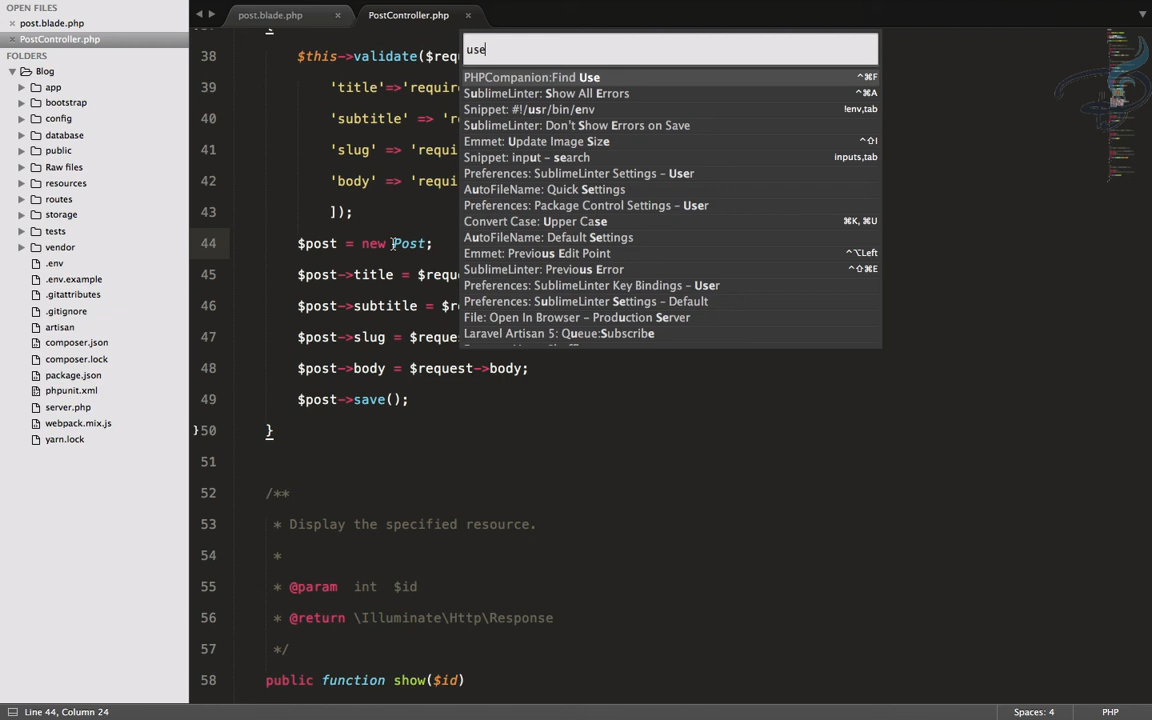 OPEN FILES
× post.blade.php
× PostController.php
FOLDERS
Blog
app
bootstrap
config
database
public
Raw files
resources
routes
storage
tests
vendor
.env
.env.example
.gitattributes
.gitignore
artisan
composer.json
composer.lock
package.json
phpunit.xml
server.php
webpack.mix.js
yarn.lock
post.blade.php ×
PostController.php ×
{
38 $this->validate($req
39 'title'=>'require
40 'subtitle' => 'r
41 'slug' => 'requi
42 'body' => 'requi
43 ]);
44 $post = new Post;
45 $post->title = $reque
46 $post->subtitle = $r
47 $post->slug = $reques
48 $post->body = $request->body;
49 $post->save();
}50 }
51
52 /**
53 * Display the specified resource.
54 *
55 * @param int $id
56 * @return \Illuminate\Http\Response
57 */
58 public function show($id)
use
PHPCompanion:Find Use ^⌘F
SublimeLinter: Show All Errors ^⌘A
Snippet: #!/usr/bin/env !env,tab
SublimeLinter: Don't Show Errors on Save
Emmet: Update Image Size ^⇧I
Snippet: input – search inputs,tab
Preferences: SublimeLinter Settings – User
AutoFileName: Quick Settings
Preferences: Package Control Settings – User
Convert Case: Upper Case ⌘K, ⌘U
AutoFileName: Default Settings
Emmet: Previous Edit Point ^⌥Left
SublimeLinter: Previous Error ^⇧⌘E
Preferences: SublimeLinter Key Bindings – User
Preferences: SublimeLinter Settings – Default
File: Open In Browser – Production Server
Laravel Artisan 5: Queue:Subscribe
Line 44, Column 24
Spaces: 4
PHP